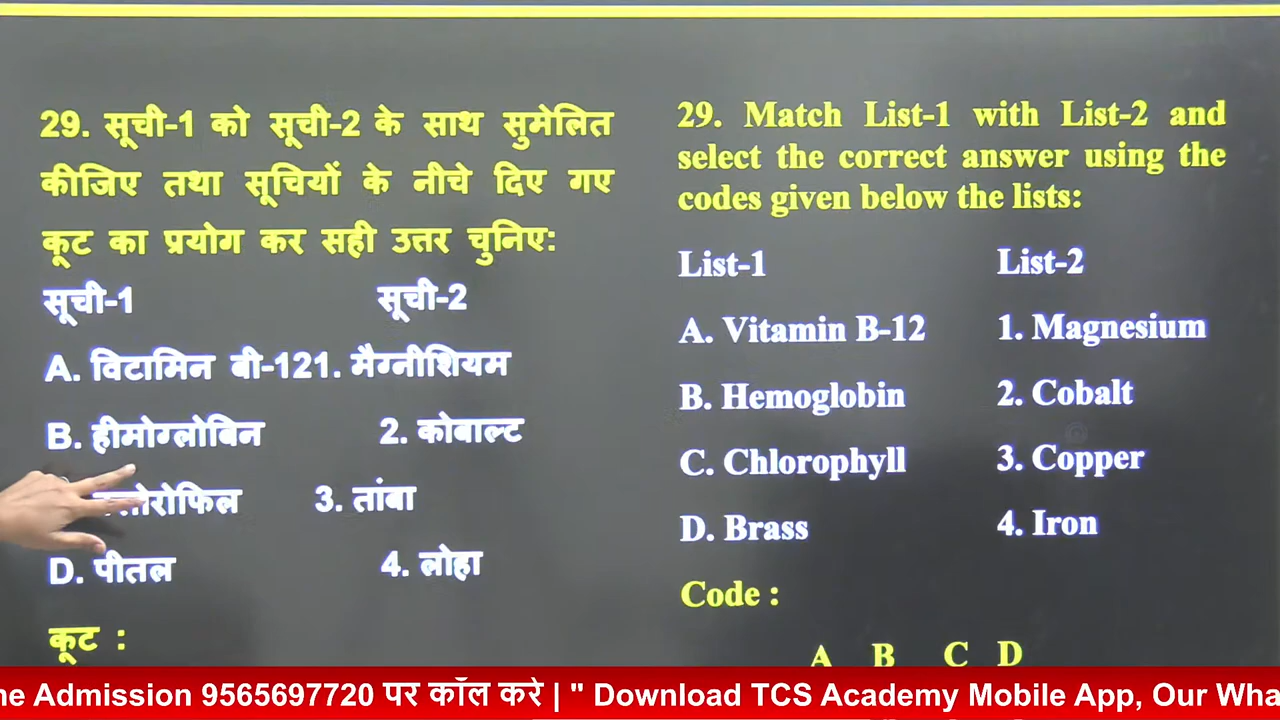 29. सूची-1 को सूची-2 के साथ सुमेलित
कीजिए तथा सूचियों के नीचे दिए गए
कूट का प्रयोग कर सही उत्तर चुनिए:
सूची-1 सूची-2
A. विटामिन बी-12 1. मैग्नीशियम
B. हीमोग्लोबिन 2. कोबाल्ट
3. तांबा
D. पीतल 4. लोहा
कूट :
29. Match List-1 with List-2 and
select the correct answer using the
codes given below the lists:
List-1 List-2
A. Vitamin B-12 1. Magnesium
B. Hemoglobin 2. Cobalt
C. Chlorophyll 3. Copper
D. Brass 4. Iron
Code :
A B C D
ne Admission 9565697720 पर कॉल करे | " Download TCS Academy Mobile App, Our Wha